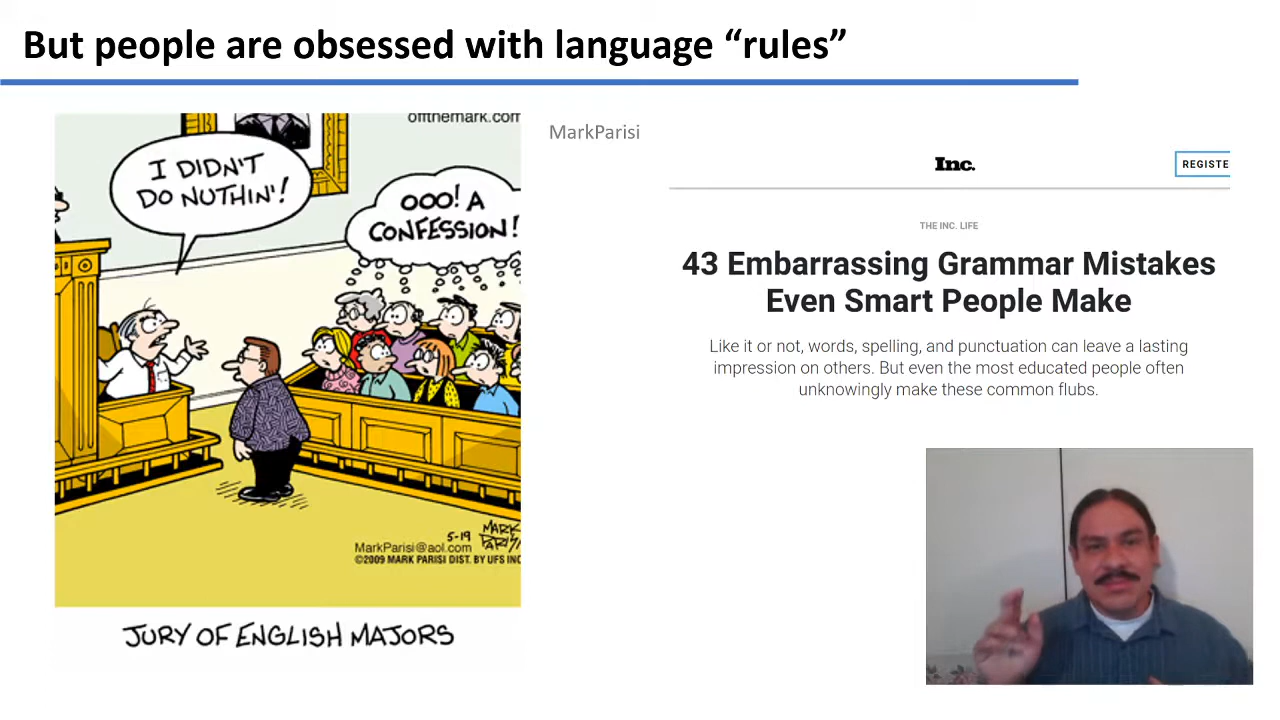 But people are obsessed with language “rules”
offthemark.com
I DIDN'T
DO NUTHIN'!
OOO! A
CONFESSION!
5-19
MARK
PARISI
MarkParisi@aol.com
©2009 MARK PARISI DIST. BY UFS INC
JURY OF ENGLISH MAJORS
MarkParisi
Inc.
REGISTE
THE INC. LIFE
43 Embarrassing Grammar Mistakes
Even Smart People Make
Like it or not, words, spelling, and punctuation can leave a lasting
impression on others. But even the most educated people often
unknowingly make these common flubs.